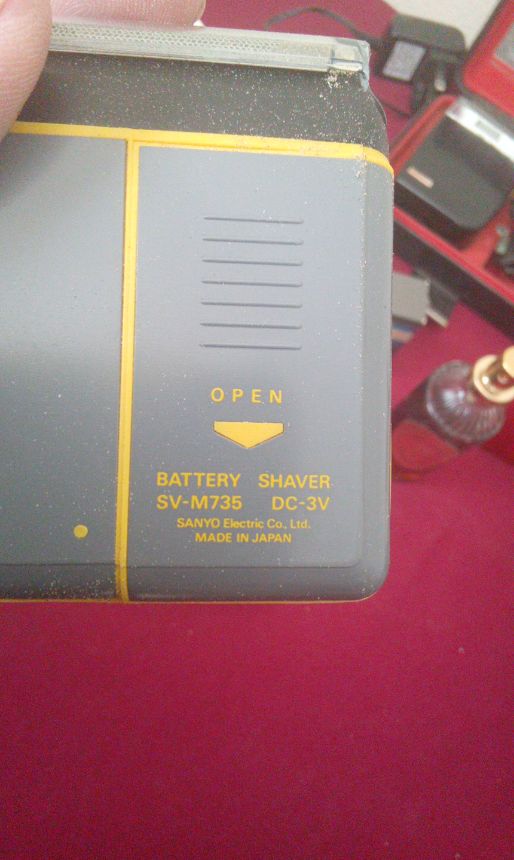 OPEN
BATTERY SHAVER
SV-M735 DC-3V
SANYO Electric Co., Ltd.
MADE IN JAPAN